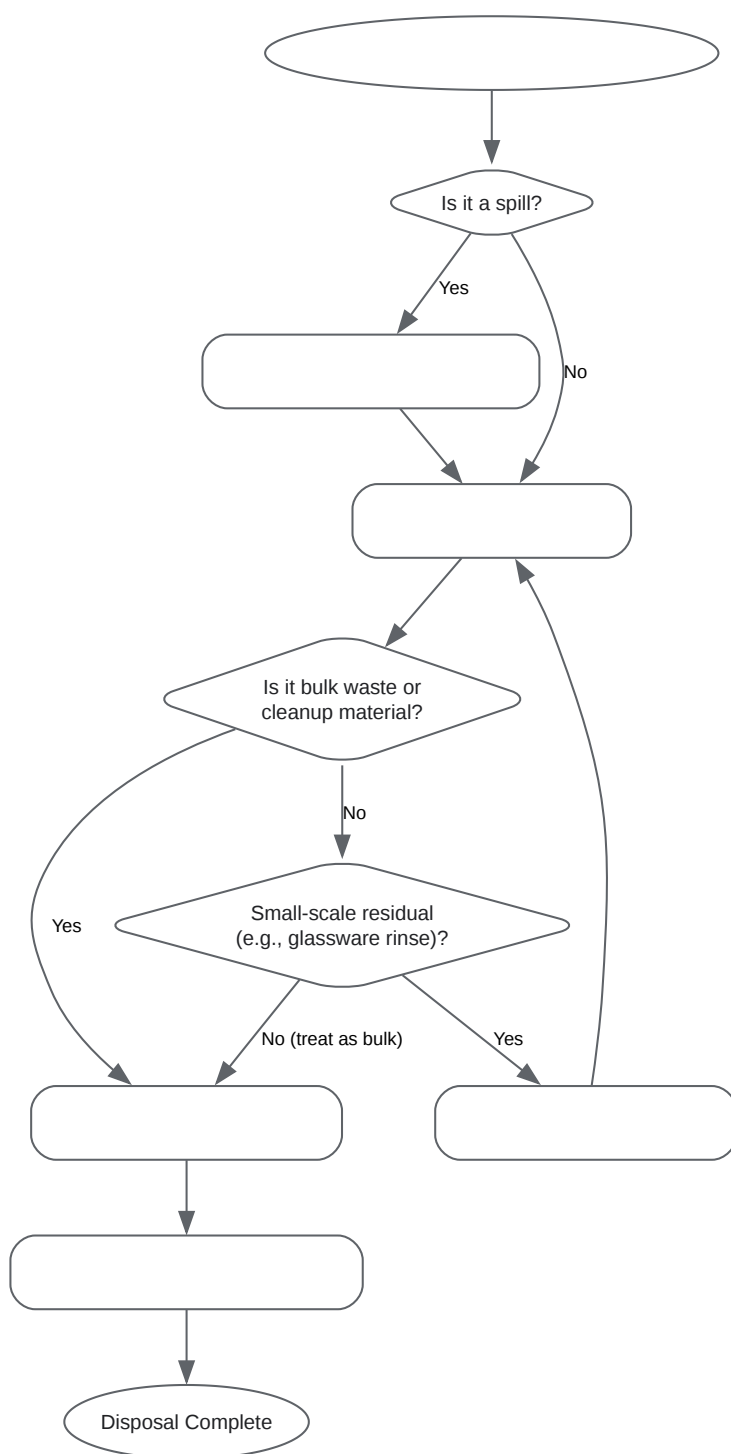 Is it a spill?
Yes
No
Is it bulk waste or
cleanup material?
No
Small-scale residual
(e.g., glassware rinse)?
Yes
No (treat as bulk)
Yes
Disposal Complete